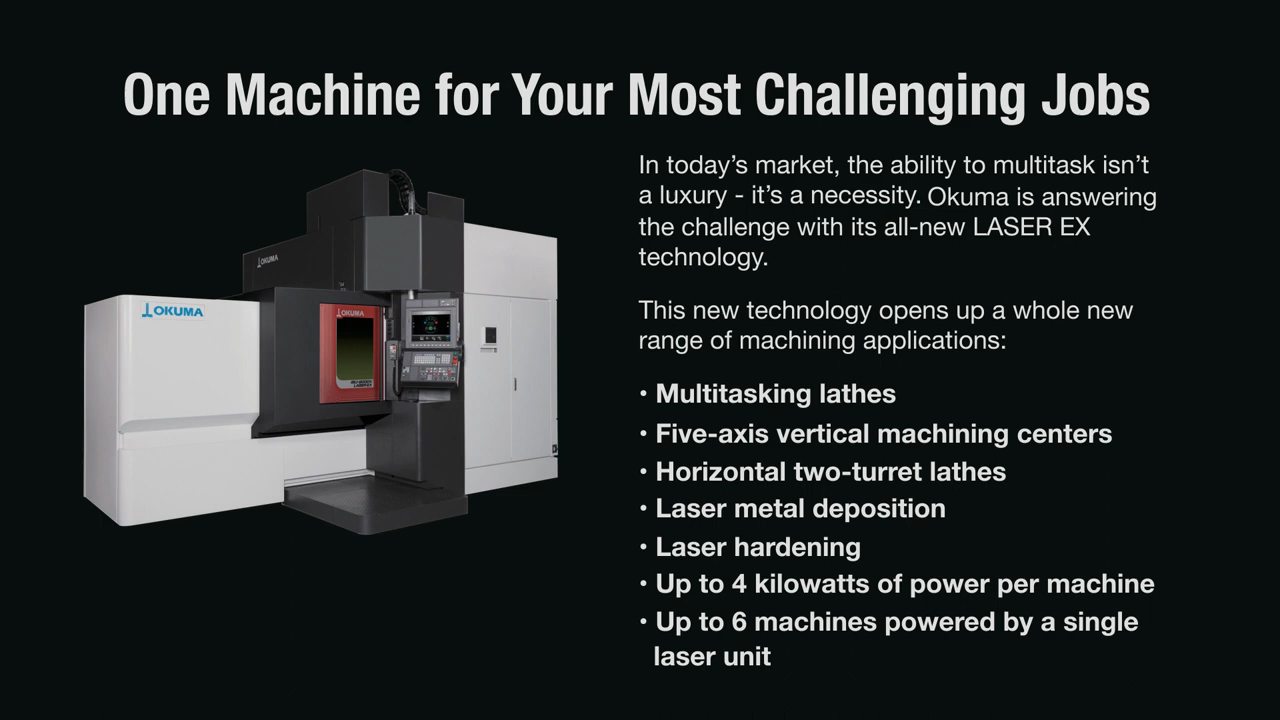 One Machine for Your Most Challenging Jobs
In today's market, the ability to multitask isn't
a luxury - it's a necessity. Okuma is answering
the challenge with its all-new LASER EX
technology.
This new technology opens up a whole new
range of machining applications:
• Multitasking lathes
• Five-axis vertical machining centers
• Horizontal two-turret lathes
• Laser metal deposition
• Laser hardening
• Up to 4 kilowatts of power per machine
• Up to 6 machines powered by a single
laser unit
OKUMA
OKUMA
OKUMA
LASER EX